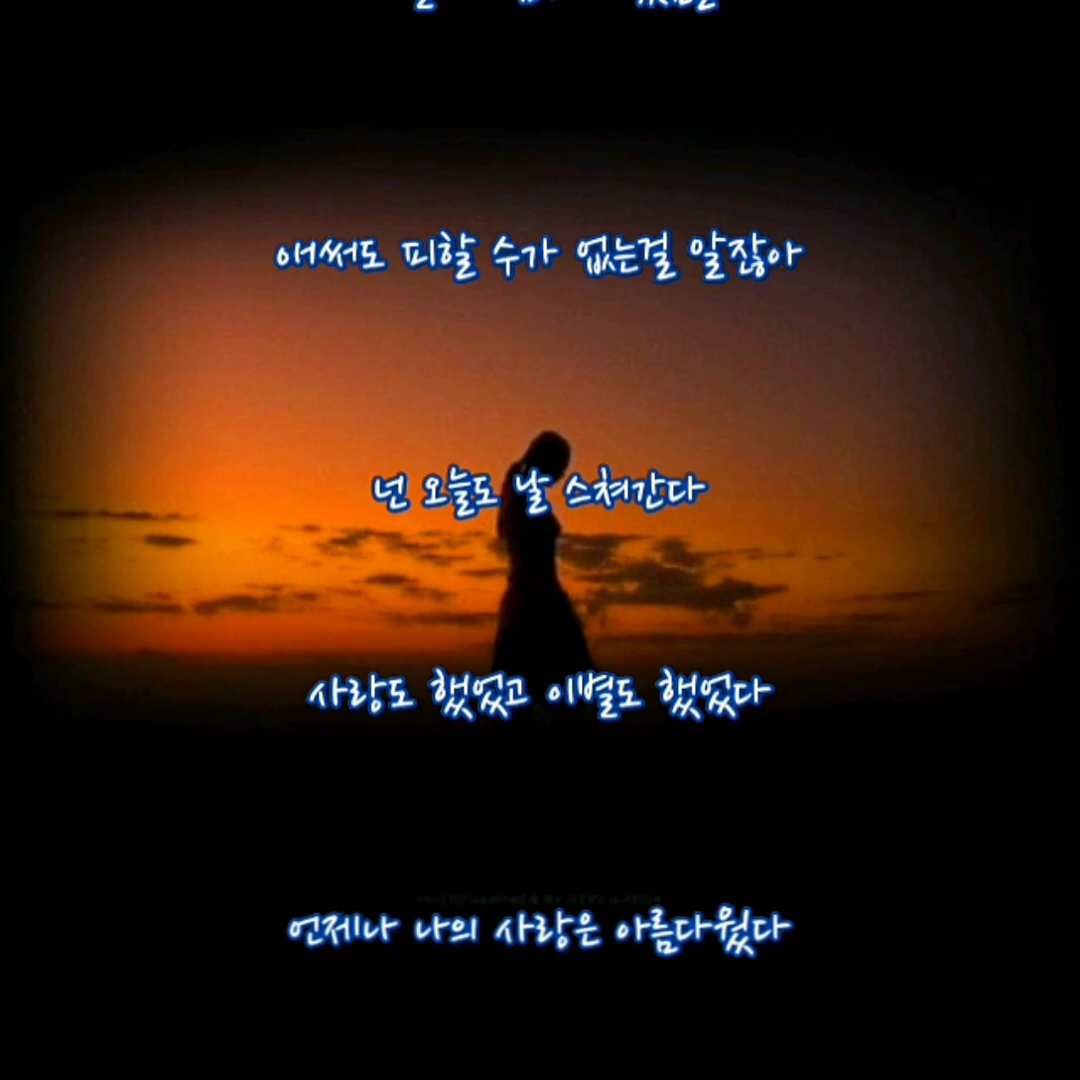 애써도 피할 수가 없는걸 알잖아
넌 오늘도 날 스쳐간다
사랑도 했었고 이별도 했었다
언제나 나의 사랑은 아름다웠다